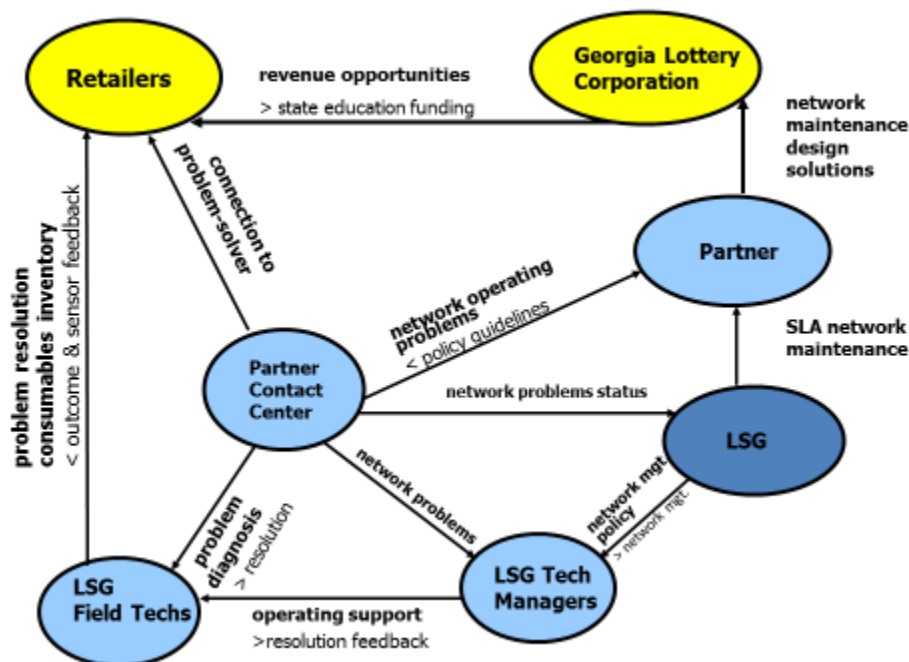 Retailers
Georgia Lottery
Corporation
revenue opportunities
> state education funding
network
maintenance
design
solutions
connection to
problem-solver
Partner
problem resolution
consumables inventory
< outcome & sensor feedback
network operating
problems
< policy guidelines
SLA network
maintenance
Partner
Contact
Center
network problems status
LSG
network problems
network mgt
policy
> network mgt.
problem
diagnosis
> resolution
LSG
Field Techs
LSG Tech
Managers
operating support
>resolution feedback